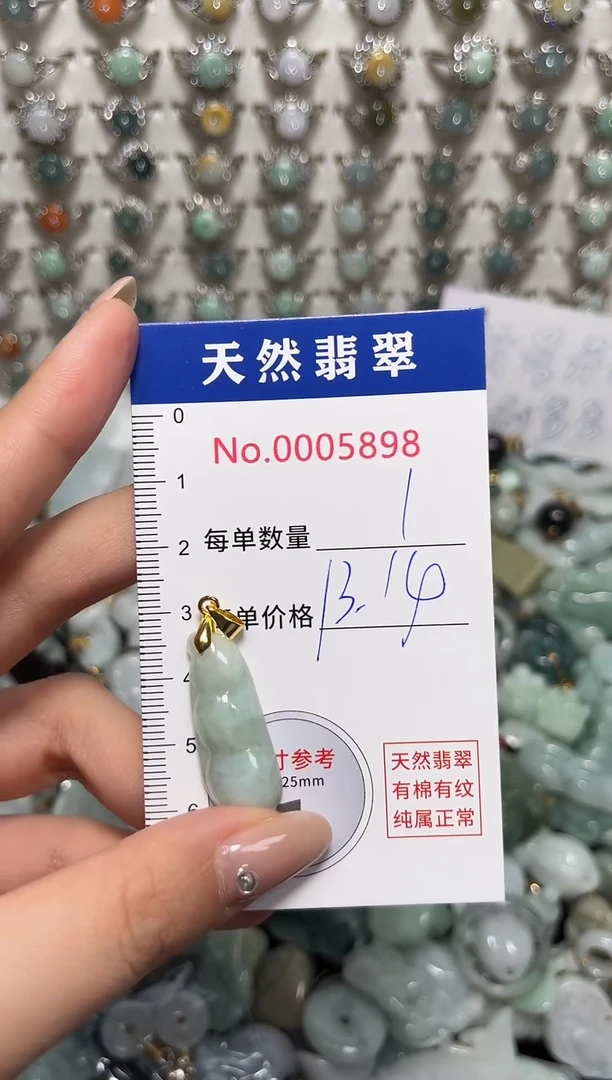 天然翡翠
0
No.0005898
1
每单数量 1
2
3 单价格 13.14
4
5 寸参考
25mm
6
天然翡翠
有棉有纹
纯属正常